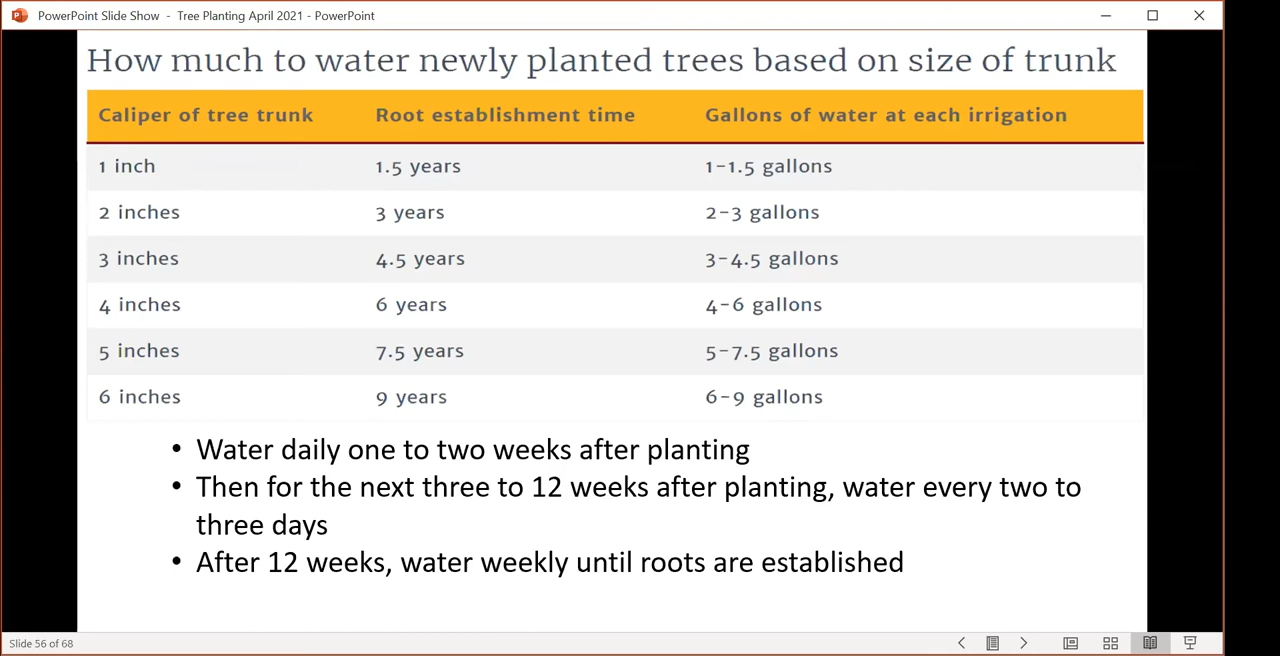 PowerPoint Slide Show - Tree Planting April 2021 - PowerPoint
How much to water newly planted trees based on size of trunk
Caliper of tree trunk Root establishment time Gallons of water at each irrigation
1 inch 1.5 years 1–1.5 gallons
2 inches 3 years 2–3 gallons
3 inches 4.5 years 3–4.5 gallons
4 inches 6 years 4–6 gallons
5 inches 7.5 years 5–7.5 gallons
6 inches 9 years 6–9 gallons
• Water daily one to two weeks after planting
• Then for the next three to 12 weeks after planting, water every two to
three days
• After 12 weeks, water weekly until roots are established
Slide 56 of 68